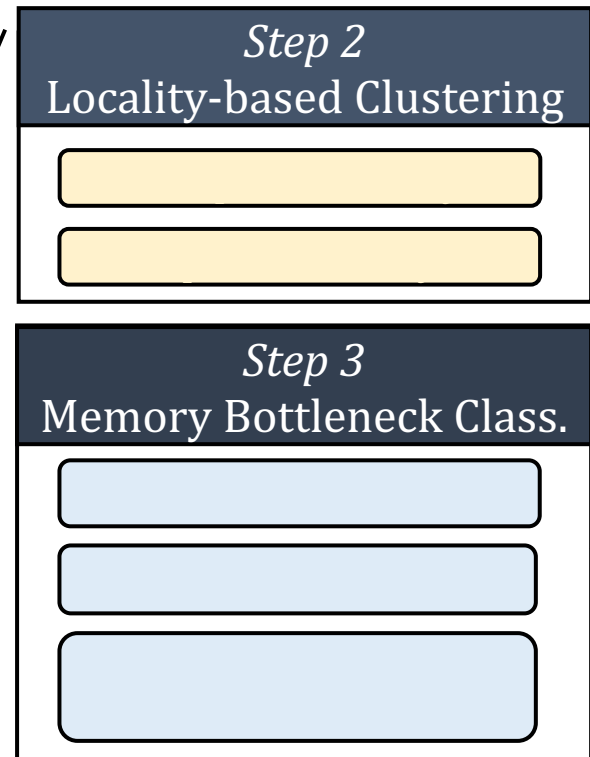 Step 2
Locality-based Clustering
Step 3
Memory Bottleneck Class.